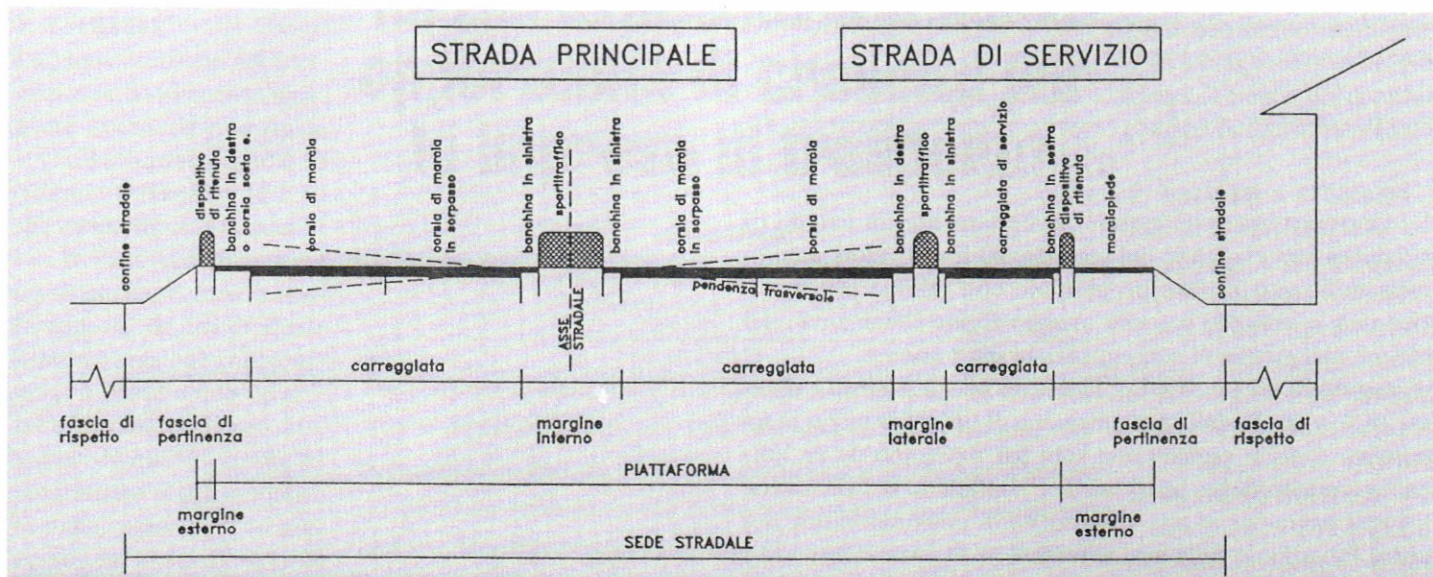 STRADA PRINCIPALE
STRADA DI SERVIZIO
confine stradale
dispositivo
di ritenuta
banchina in destra
o corsia sosta e.
corsia di marcia
corsia di marcia
in sorpasso
banchina in sinistra
spartitraffico
banchina in sinistra
corsia di marcia
in sorpasso
corsia di marcia
banchina in destra
spartitraffico
banchina in sinistra
carreggiata di servizio
banchina in sestra
dispositivo
di ritenuta
marciapiede
confine stradale
pendenza trasversale
ASSE
STRADALE
carreggiata
carreggiata
carreggiata
fascia di
rispetto
fascia di
pertinenza
margine
interno
margine
laterale
fascia di
pertinenza
fascia di
rispetto
PIATTAFORMA
margine
esterno
margine
esterno
SEDE STRADALE